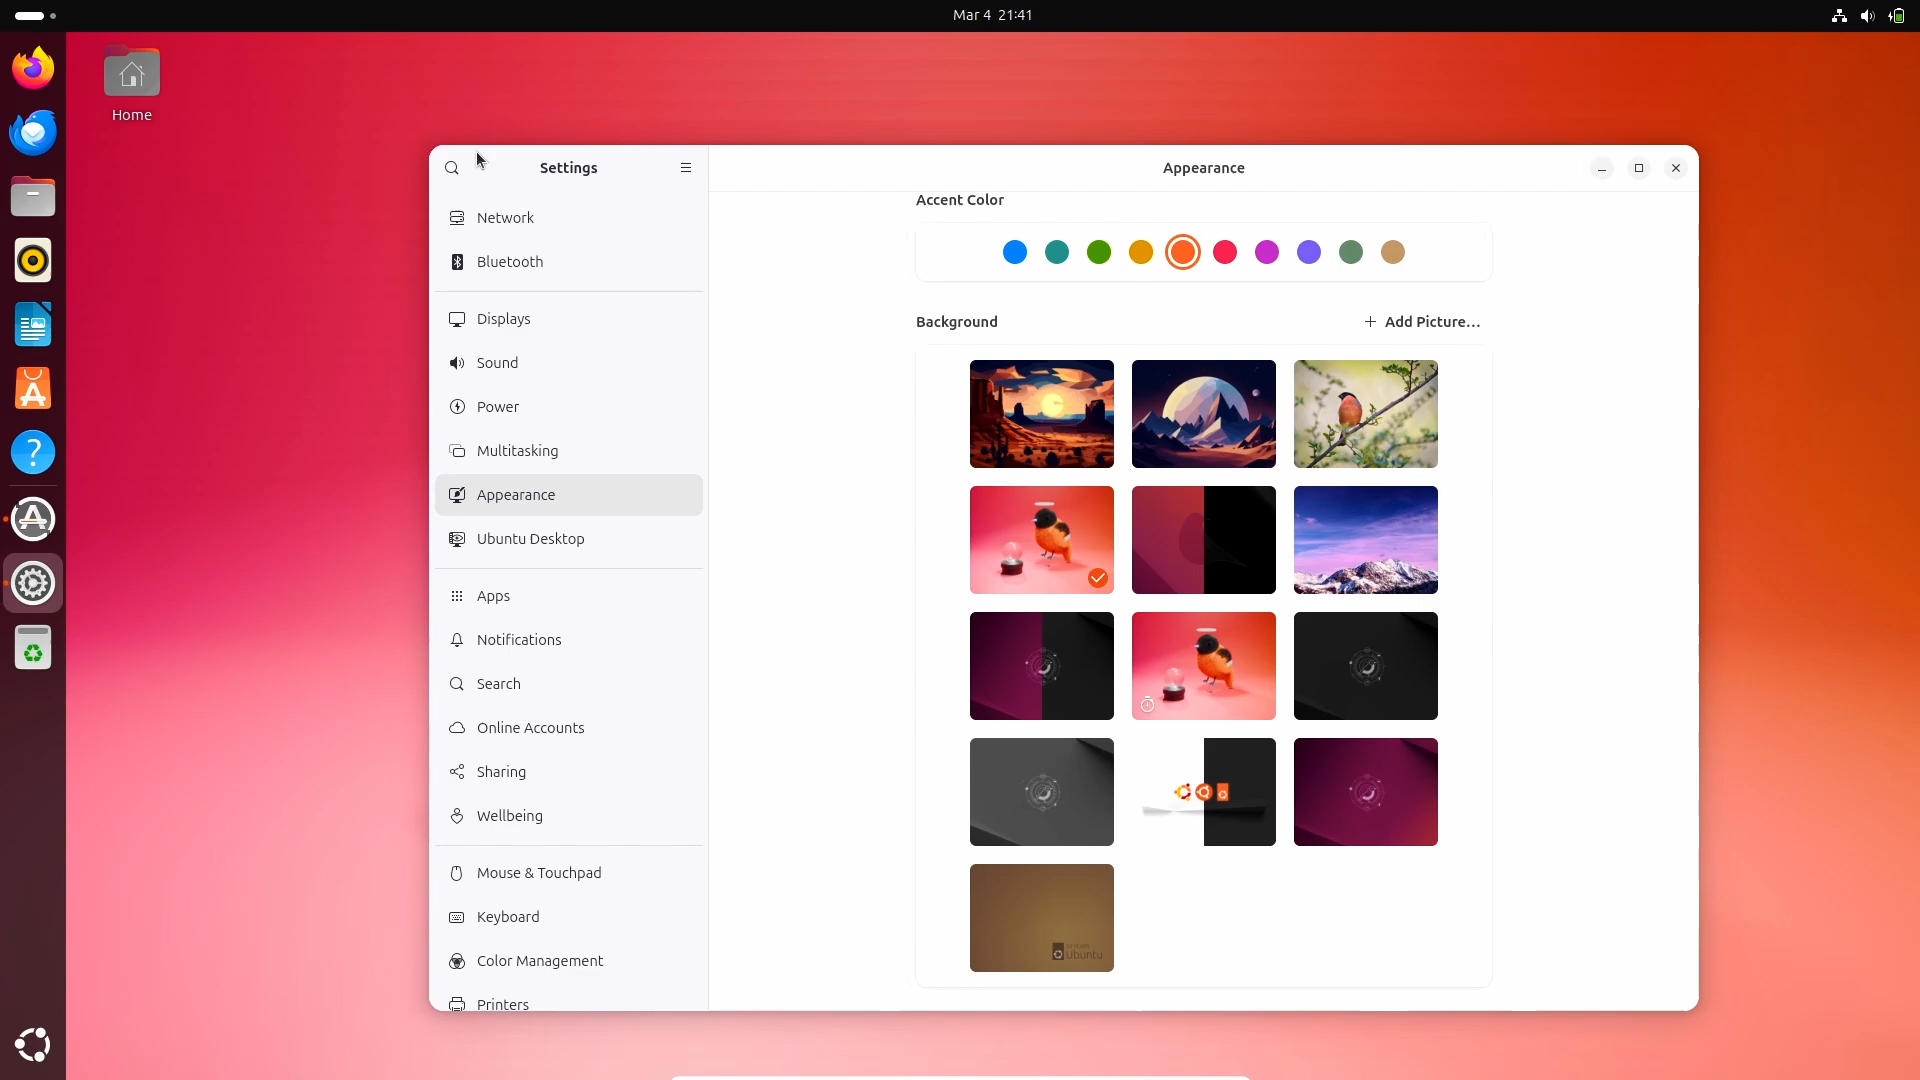 Mar 4 21:41
Home
Settings
Appearance
Network
Bluetooth
Displays
Sound
Power
Multitasking
Appearance
Ubuntu Desktop
Apps
Notifications
Search
Online Accounts
Sharing
Wellbeing
Mouse & Touchpad
Keyboard
Color Management
Printers
Accent Color
Background
Add Picture...
Ubuntu